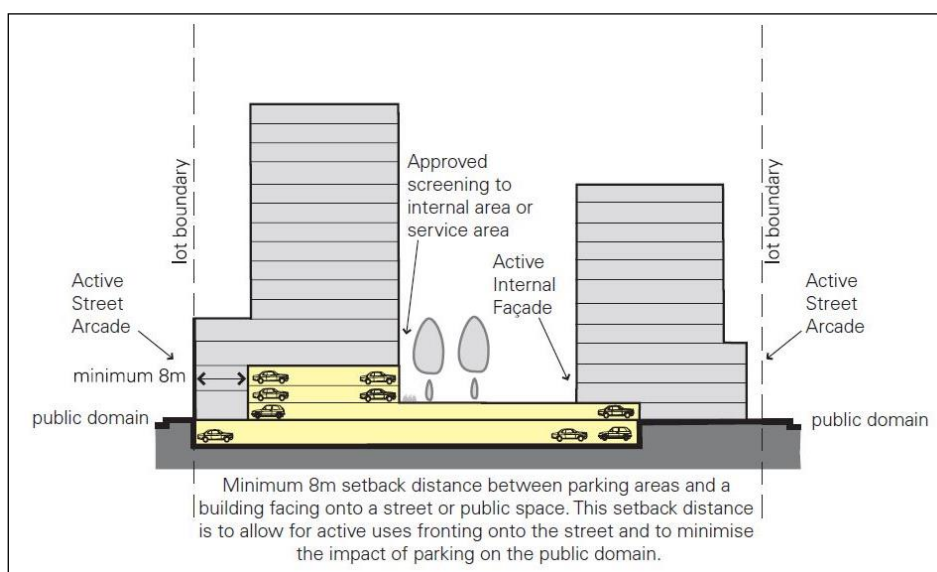 lot boundary
Active
Street
Arcade
minimum 8m
public domain
Approved
screening to
internal area or
service area
Active
Internal
Façade
lot boundary
Active
Street
Arcade
public domain
Minimum 8m setback distance between parking areas and a
building facing onto a street or public space. This setback distance
is to allow for active uses fronting onto the street and to minimise
the impact of parking on the public domain.